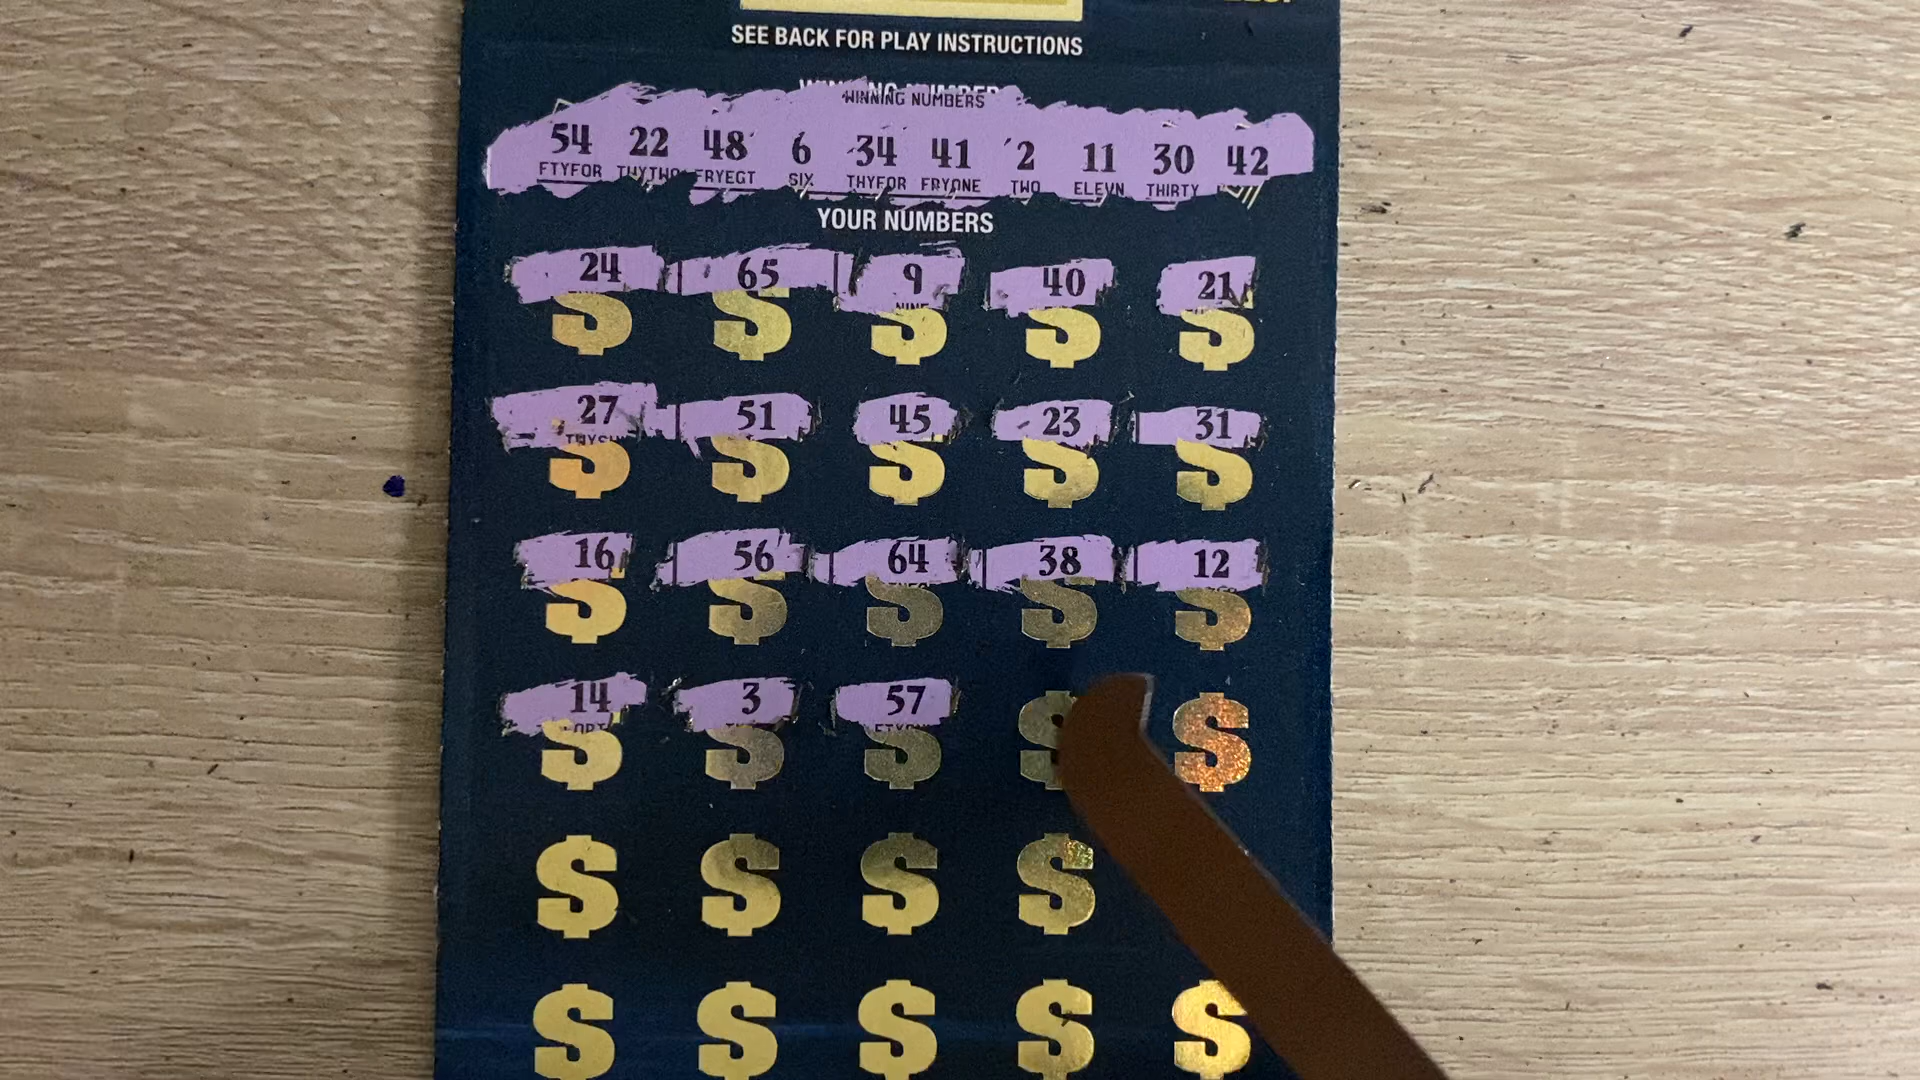 SEE BACK FOR PLAY INSTRUCTIONS
WINNING NUMBERS
54 22 48 6 34 41 2 11 30 42
FTYFOR TWYTWO FRYEGT SIX THYFOR FRYONE TWO ELEVN THIRTY
YOUR NUMBERS
24 65 9 40 21
NINE
$ $ $ $ $
27 51 45 23 31
$ $ $ $ $
16 56 64 38 12
$ $ $ $ $
14 3 57
$ $ $ $ $
$ $ $ $
$ $ $ $ $